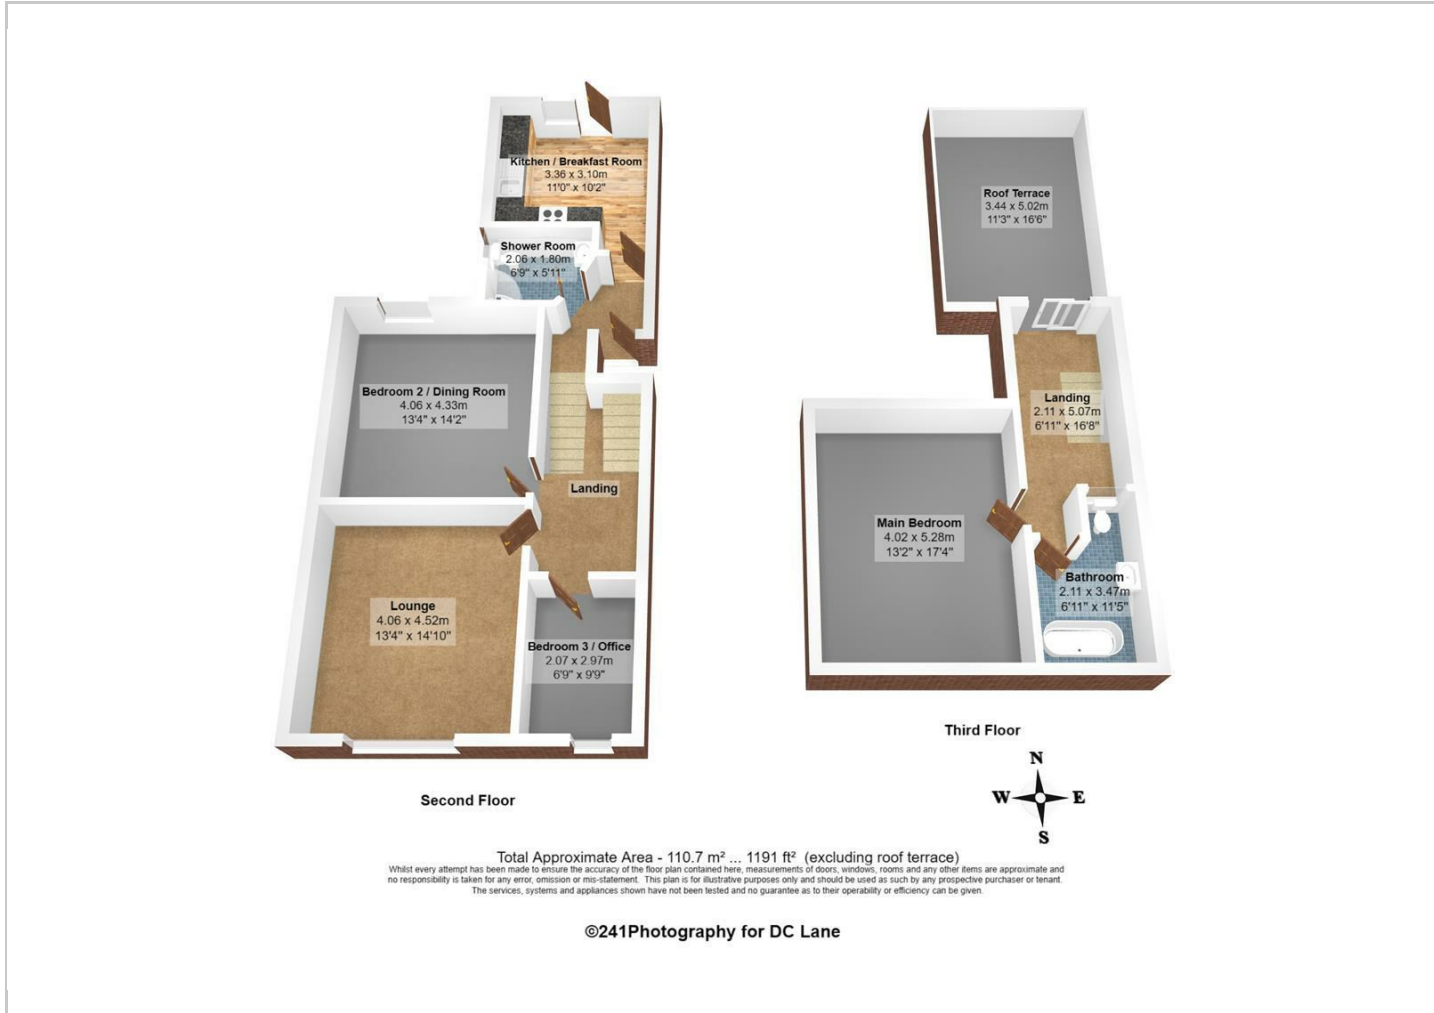 Kitchen / Breakfast Room
3.36 x 3.10m
11'0" x 10'2"
Shower Room
2.06 x 1.80m
6'9" x 5'11"
Bedroom 2 / Dining Room
4.06 x 4.33m
13'4" x 14'2"
Landing
Lounge
4.06 x 4.52m
13'4" x 14'10"
Bedroom 3 / Office
2.07 x 2.97m
6'9" x 9'9"
Second Floor
Roof Terrace
3.44 x 5.02m
11'3" x 16'6"
Landing
2.11 x 5.07m
6'11" x 16'8"
Main Bedroom
4.02 x 5.28m
13'2" x 17'4"
Bathroom
2.11 x 3.47m
6'11" x 11'5"
Third Floor
N
W E
S
Total Approximate Area - 110.7 m² ... 1191 ft² (excluding roof terrace)
Whilst every attempt has been made to ensure the accuracy of the floor plan contained here, measurements of doors, windows, rooms and any other items are approximate and
no responsibility is taken for any error, omission or mis-statement. This plan is for illustrative purposes only and should be used as such by any prospective purchaser or tenant.
The services, systems and appliances shown have not been tested and no guarantee as to their operability or efficiency can be given.
©241Photography for DC Lane